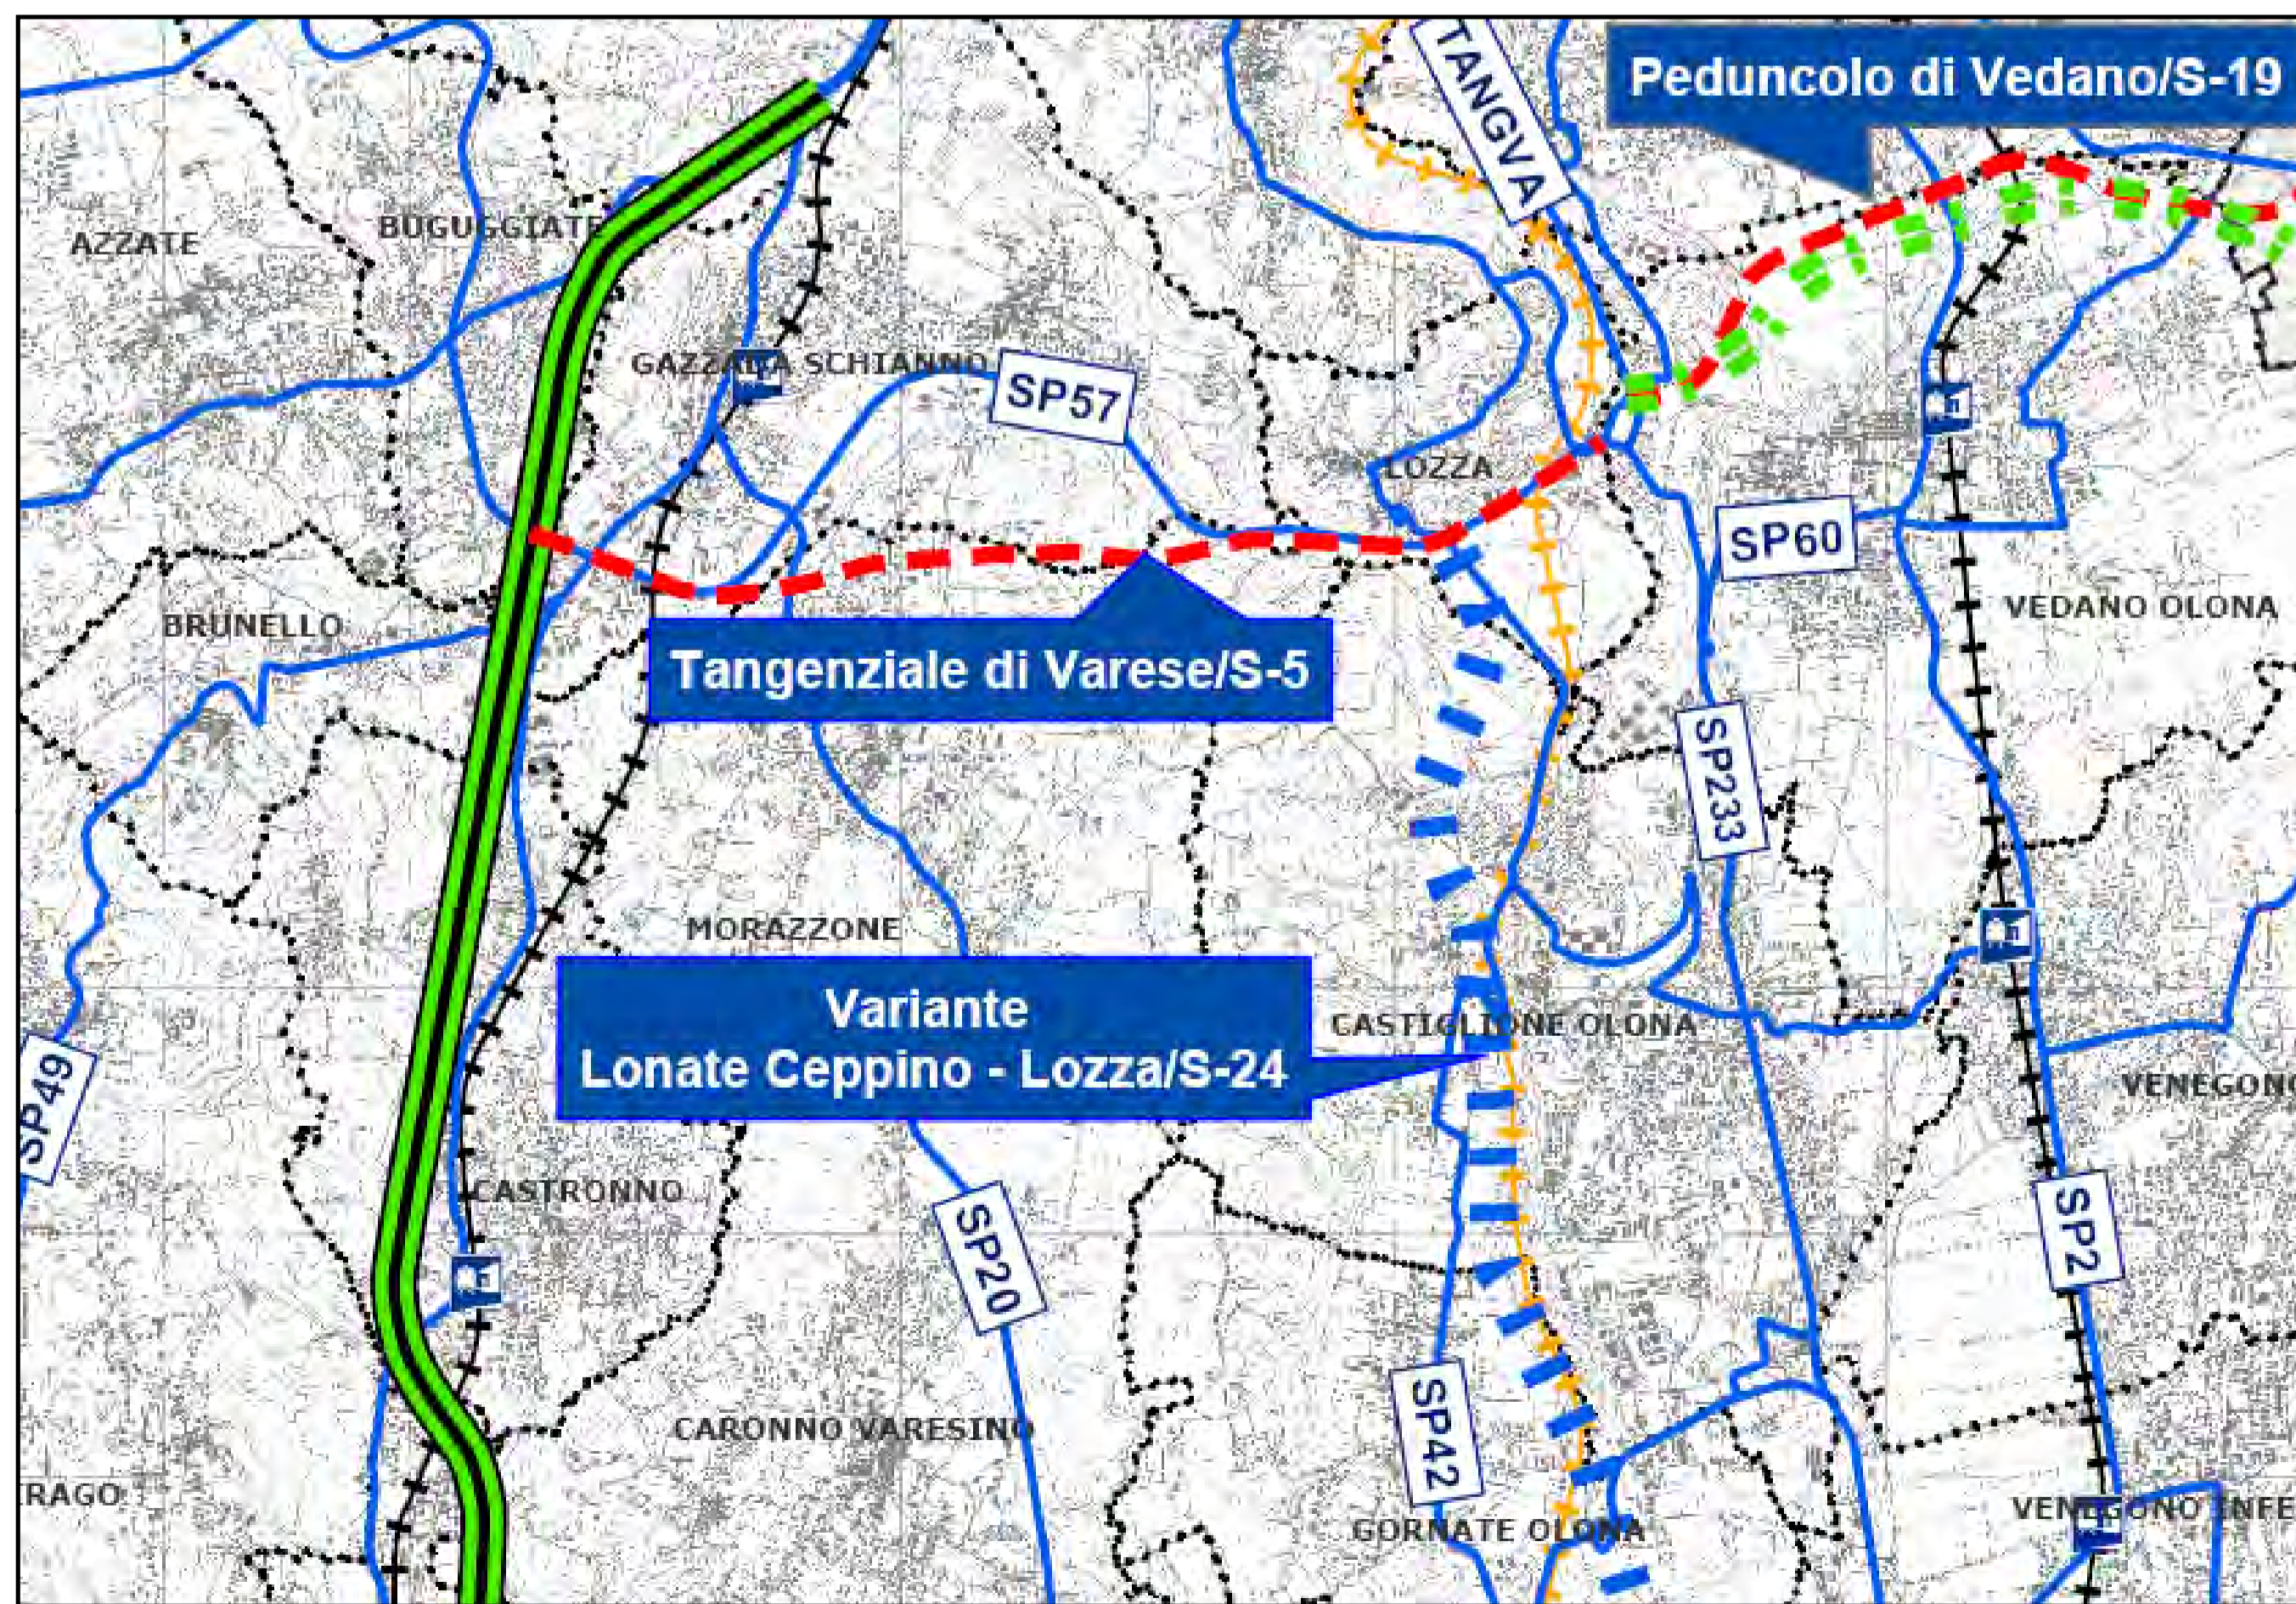 TANGVA
Peduncolo di Vedano/S-19
AZZATE
BUGUGGIATE
GAZZADA SCHIANNO
SP57
LOZZA
SP60
BRUNELLO
VEDANO OLONA
Tangenziale di Varese/S-5
SP233
MORAZZONE
Variante
Lonate Ceppino - Lozza/S-24
CASTIGLIONE OLONA
SP49
VENEGON
CASTRONNO
SP20
SP2
SP42
CARONNO VARESINO
RAGO
VENEGONO INFE
GORNATE OLONA